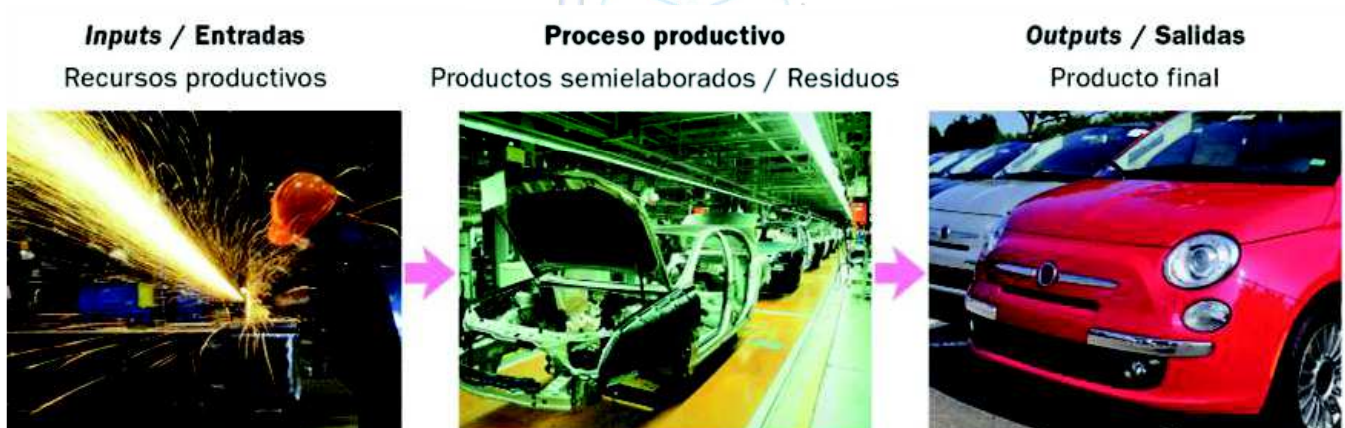 Inputs / Entradas
Recursos productivos
Proceso productivo
Productos semielaborados / Residuos
Outputs / Salidas
Producto final